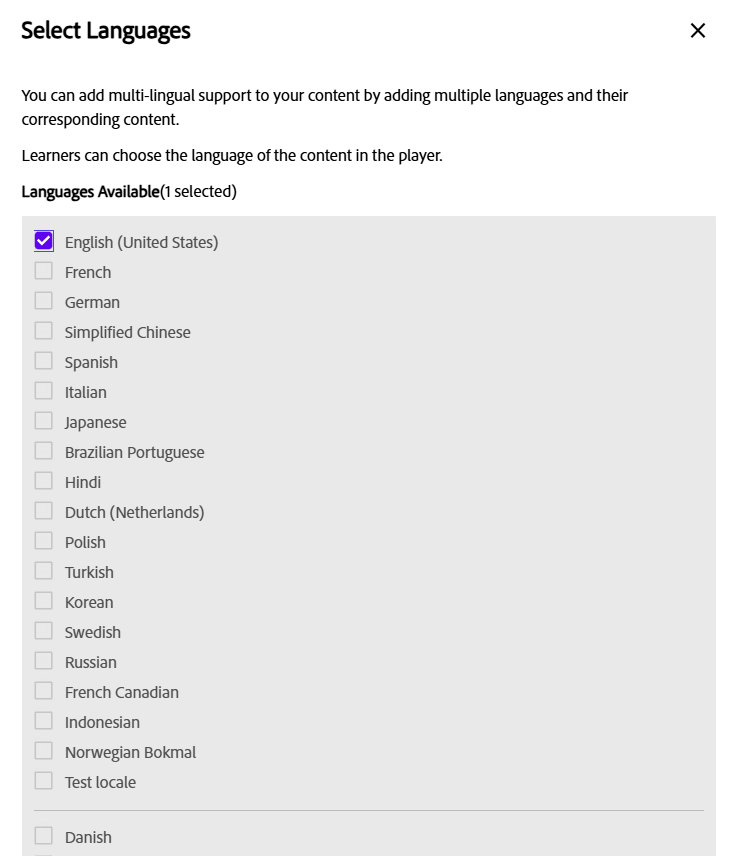 Select Languages
You can add multi-lingual support to your content by adding multiple languages and their
corresponding content.
Learners can choose the language of the content in the player.
Languages Available(1 selected)
English (United States)
French
German
Simplified Chinese
Spanish
Italian
Japanese
Brazilian Portuguese
Hindi
Dutch (Netherlands)
Polish
Turkish
Korean
Swedish
Russian
French Canadian
Indonesian
Norwegian Bokmal
Test locale
Danish